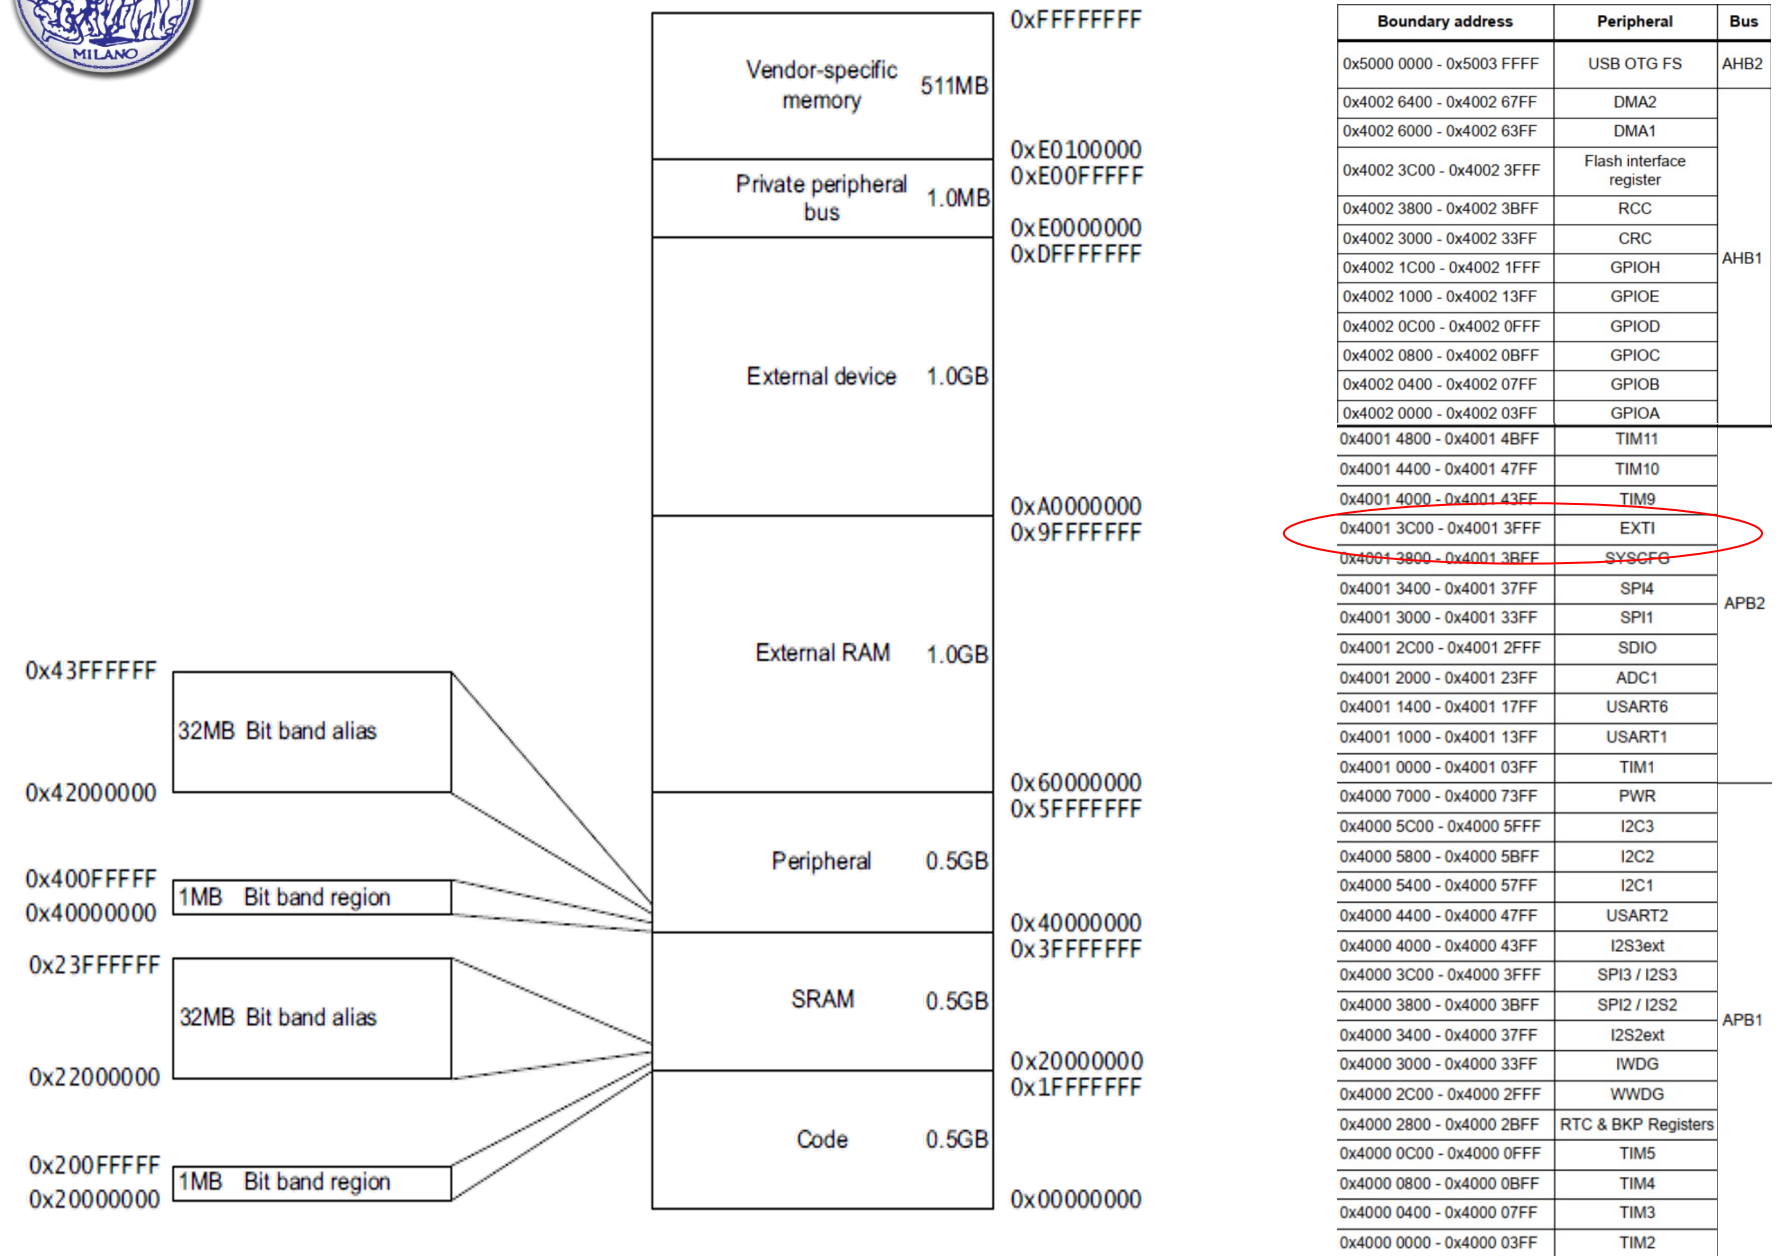 MILANO
0xFFFFFFFF
Vendor-specific
memory
511MB
0xE0100000
0xE00FFFFF
Private peripheral
bus
1.0MB
0xE0000000
0xDFFFFFFF
External device 1.0GB
0xA0000000
0x9FFFFFFF
External RAM 1.0GB
0x60000000
0x5FFFFFFF
Peripheral 0.5GB
0x40000000
0x3FFFFFFF
SRAM 0.5GB
0x20000000
0x1FFFFFFF
Code 0.5GB
0x00000000
0x43FFFFFF
32MB Bit band alias
0x42000000
0x400FFFFF
1MB Bit band region
0x40000000
0x23FFFFFF
32MB Bit band alias
0x22000000
0x200FFFFF
1MB Bit band region
0x20000000
Boundary address Peripheral Bus
0x5000 0000 - 0x5003 FFFF USB OTG FS AHB2
0x4002 6400 - 0x4002 67FF DMA2
0x4002 6000 - 0x4002 63FF DMA1
0x4002 3C00 - 0x4002 3FFF Flash interface
register
0x4002 3800 - 0x4002 3BFF RCC
0x4002 3000 - 0x4002 33FF CRC
AHB1
0x4002 1C00 - 0x4002 1FFF GPIOH
0x4002 1000 - 0x4002 13FF GPIOE
0x4002 0C00 - 0x4002 0FFF GPIOD
0x4002 0800 - 0x4002 0BFF GPIOC
0x4002 0400 - 0x4002 07FF GPIOB
0x4002 0000 - 0x4002 03FF GPIOA
0x4001 4800 - 0x4001 4BFF TIM11
0x4001 4400 - 0x4001 47FF TIM10
0x4001 4000 - 0x4001 43FF TIM9
0x4001 3C00 - 0x4001 3FFF EXTI
0x4001 3800 - 0x4001 3BFF SYSCFG
0x4001 3400 - 0x4001 37FF SPI4
APB2
0x4001 3000 - 0x4001 33FF SPI1
0x4001 2C00 - 0x4001 2FFF SDIO
0x4001 2000 - 0x4001 23FF ADC1
0x4001 1400 - 0x4001 17FF USART6
0x4001 1000 - 0x4001 13FF USART1
0x4001 0000 - 0x4001 03FF TIM1
0x4000 7000 - 0x4000 73FF PWR
0x4000 5C00 - 0x4000 5FFF I2C3
0x4000 5800 - 0x4000 5BFF I2C2
0x4000 5400 - 0x4000 57FF I2C1
0x4000 4400 - 0x4000 47FF USART2
0x4000 4000 - 0x4000 43FF I2S3ext
0x4000 3C00 - 0x4000 3FFF SPI3 / I2S3
0x4000 3800 - 0x4000 3BFF SPI2 / I2S2
APB1
0x4000 3400 - 0x4000 37FF I2S2ext
0x4000 3000 - 0x4000 33FF IWDG
0x4000 2C00 - 0x4000 2FFF WWDG
0x4000 2800 - 0x4000 2BFF RTC & BKP Registers
0x4000 0C00 - 0x4000 0FFF TIM5
0x4000 0800 - 0x4000 0BFF TIM4
0x4000 0400 - 0x4000 07FF TIM3
0x4000 0000 - 0x4000 03FF TIM2